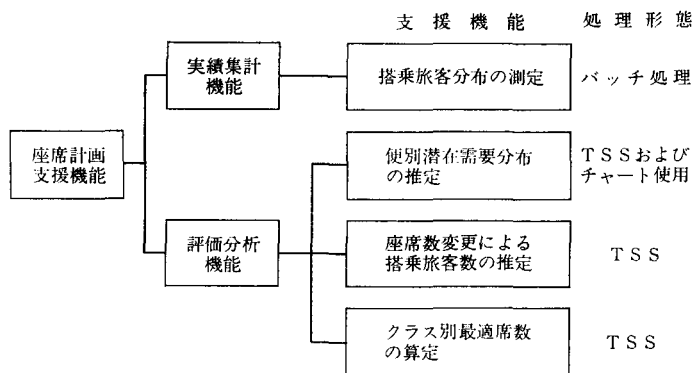 支援機能　処理形態
実績集計
機能
搭乗旅客分布の測定
バッチ処理
座席計画
支援機能
便別潜在需要分布
の推定
TSSおよび
チャート使用
評価分析
機能
座席数変更による
搭乗旅客数の推定
TSS
クラス別最適席数
の算定
TSS